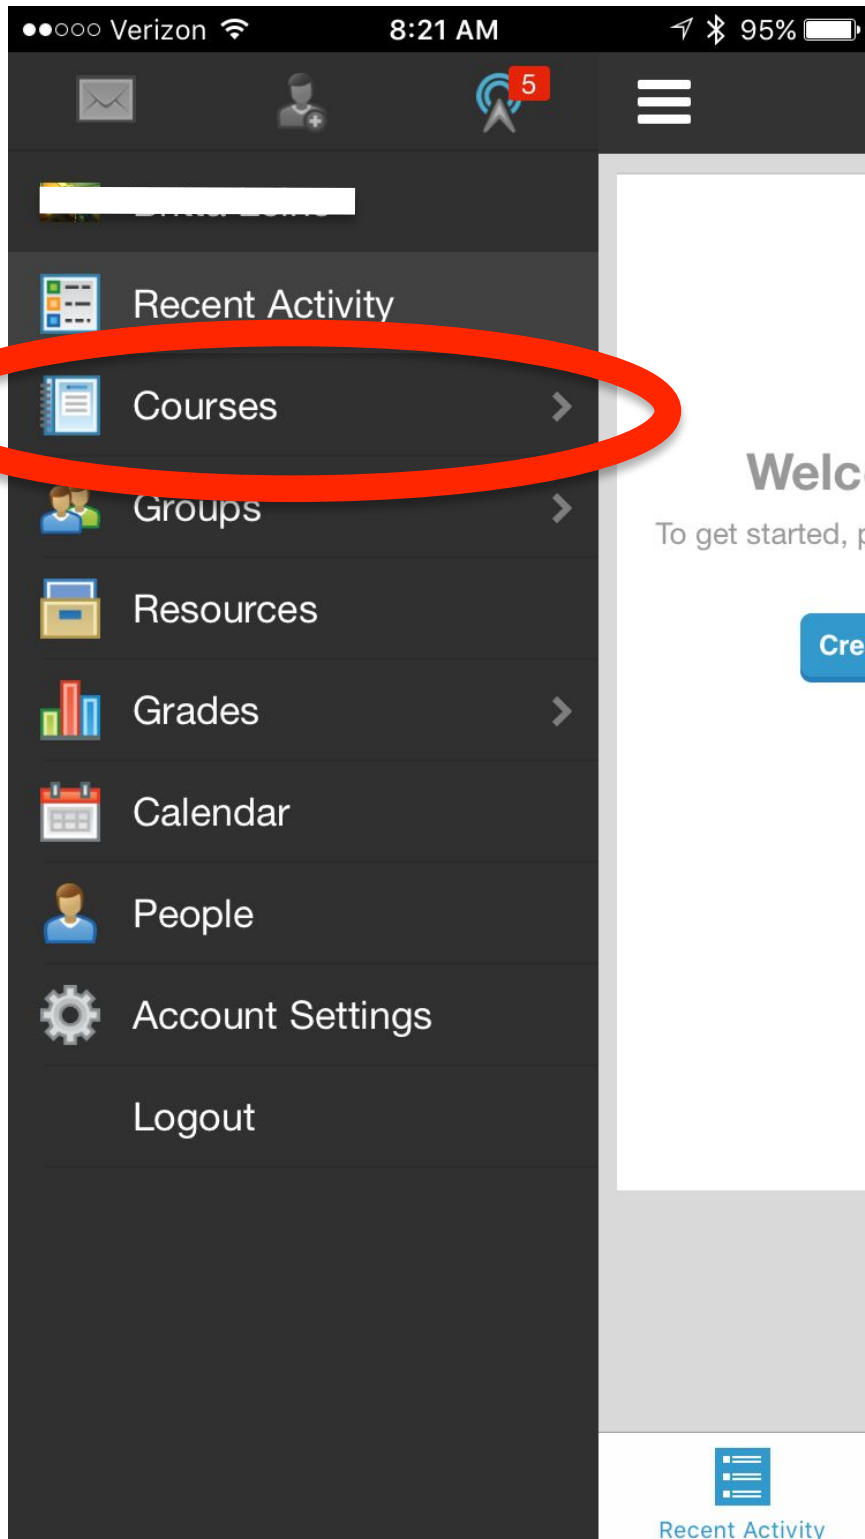 Verizon
8:21 AM
95%
5
Recent Activity
Courses
Groups
Resources
Grades
Calendar
People
Account Settings
Logout
Welc
To get started, p
Cre
Recent Activity